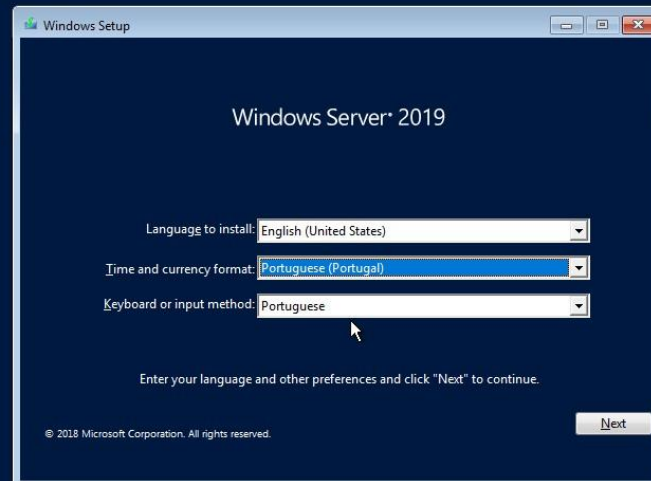 Windows Setup
Windows Server® 2019
Language to install: English (United States)
Time and currency format: Portuguese (Portugal)
Keyboard or input method: Portuguese
Enter your language and other preferences and click "Next" to continue.
Next
© 2018 Microsoft Corporation. All rights reserved.